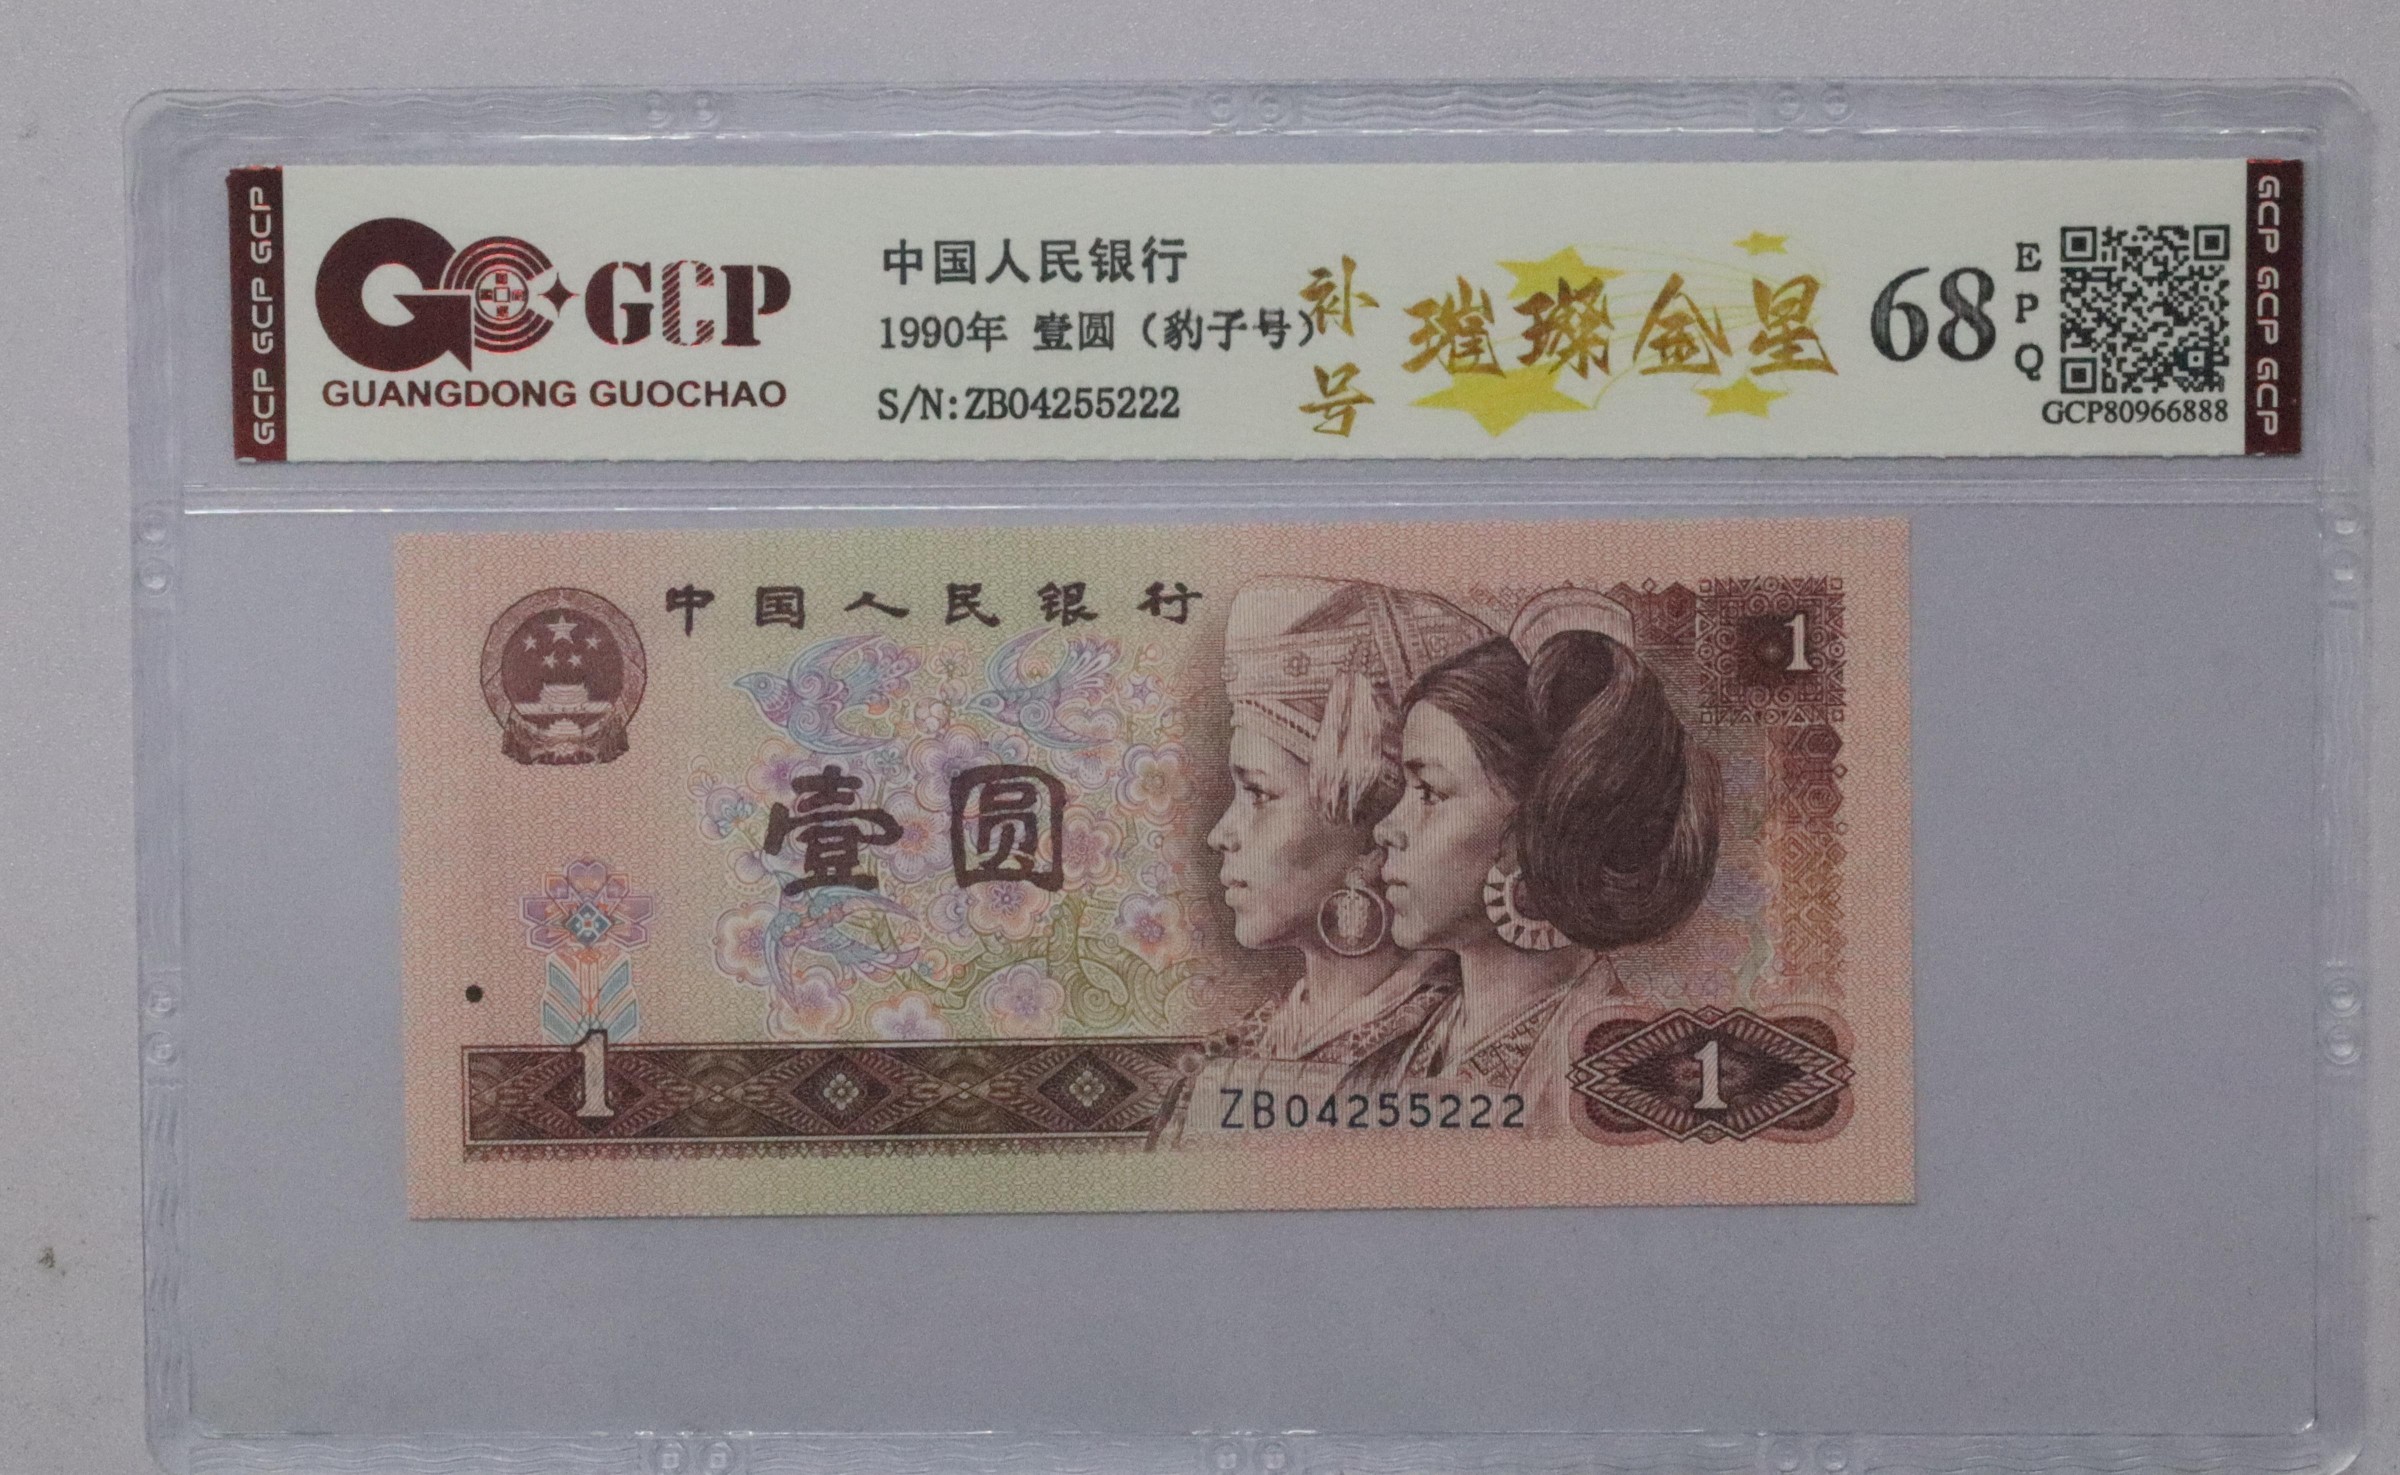 GCP GCP GCP
GCP
GUANGDONG GUOCHAO
中国人民银行
1990年 壹圆（豹子号）
S/N:ZB04255222
补号
璀璨金星
68
EPQ
GCP80966888
GCP GCP GCP
中国人民银行
1
壹圆
1
ZB04255222
1